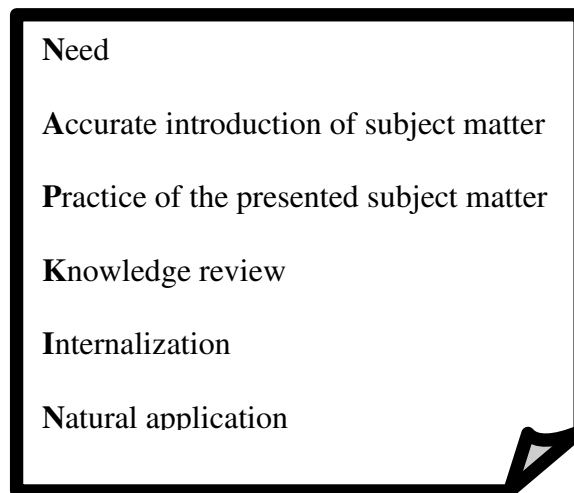 Need
Accurate introduction of subject matter
Practice of the presented subject matter
Knowledge review
Internalization
Natural application